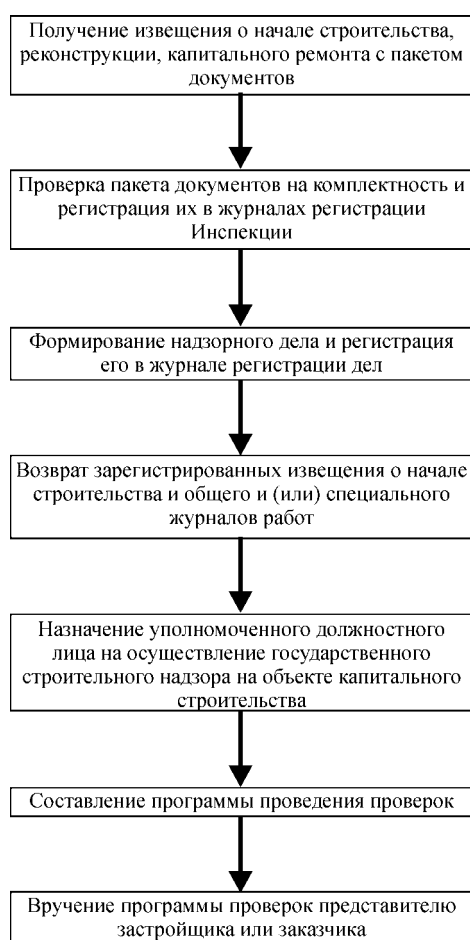 Получение извещения о начале строительства,
реконструкции, капитального ремонта с пакетом
документов
Проверка пакета документов на комплектность и
регистрация их в журналах регистрации
Инспекции
Формирование надзорного дела и регистрация
его в журнале регистрации дел
Возврат зарегистрированных извещения о начале
строительства и общего и (или) специального
журналов работ
Назначение уполномоченного должностного
лица на осуществление государственного
строительного надзора на объекте капитального
строительства
Составление программы проведения проверок
Вручение программы проверок представителю
застройщика или заказчика